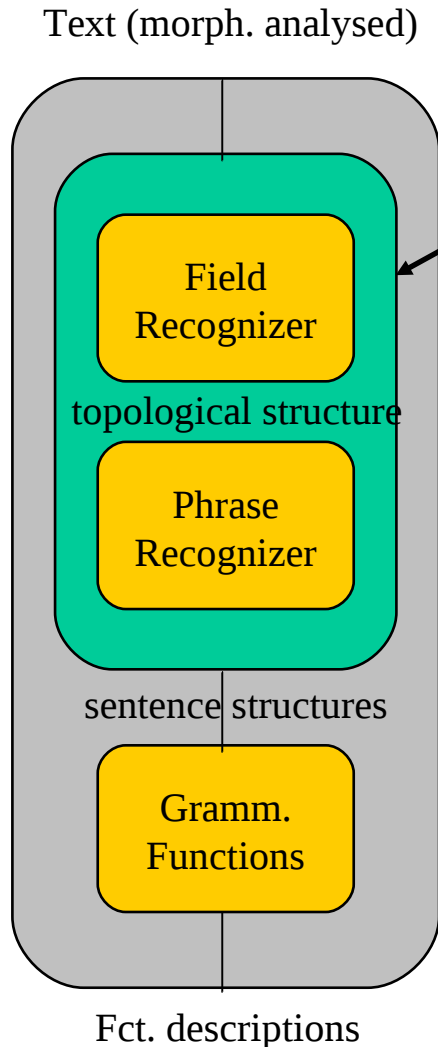 Text (morph. analysed)
Field
Recognizer
topological structure
Phrase
Recognizer
sentence structures
Gramm.
Functions
Fct. descriptions